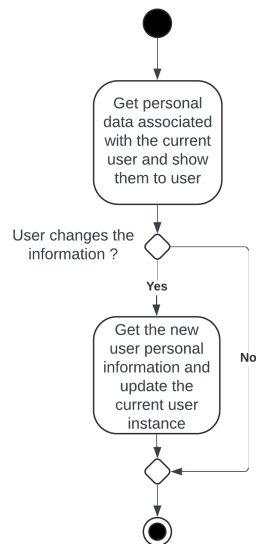 Get personal
data associated
with the current
user and show
them to user
User changes the
information ?
Yes
No
Get the new
user personal
information and
update the
current user
instance